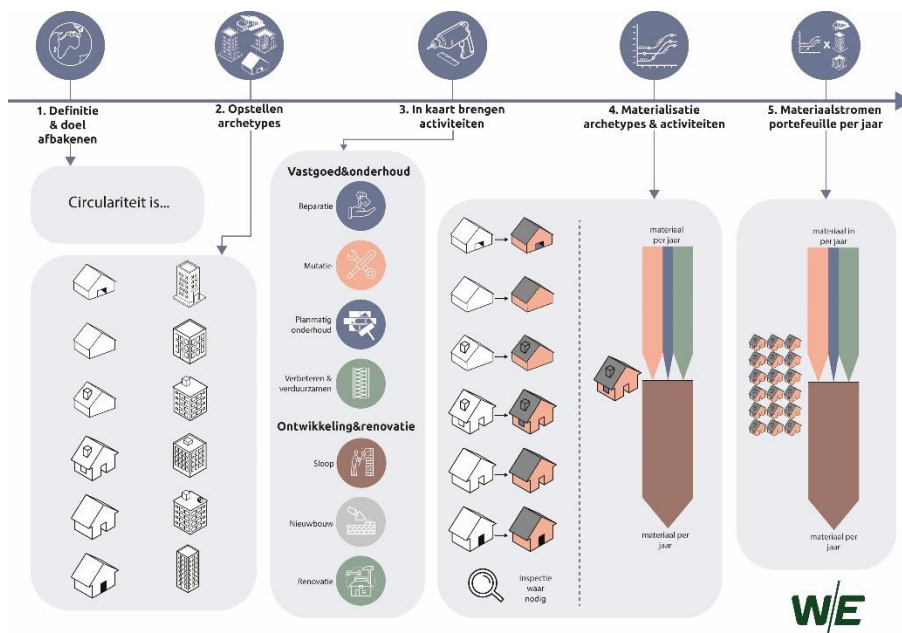 1. Definitie
& doel
afbakenen
2. Opstellen
archetypes
3. In kaart brengen
activiteiten
4. Materialisatie
archetypes & activiteiten
5. Materiaalstromen
portefeuille per jaar
Circulariteit is...
Vastgoed&onderhoud
Reparatie
Mutatie
Planmatig
onderhoud
Verbeteren &
verduurzamen
Ontwikkeling&renovatie
Sloop
Nieuwbouw
Renovatie
Inspectie
waar
nodig
materiaal
per jaar
materiaal per
jaar
materiaal in
per jaar
materiaal per
jaar
W/E